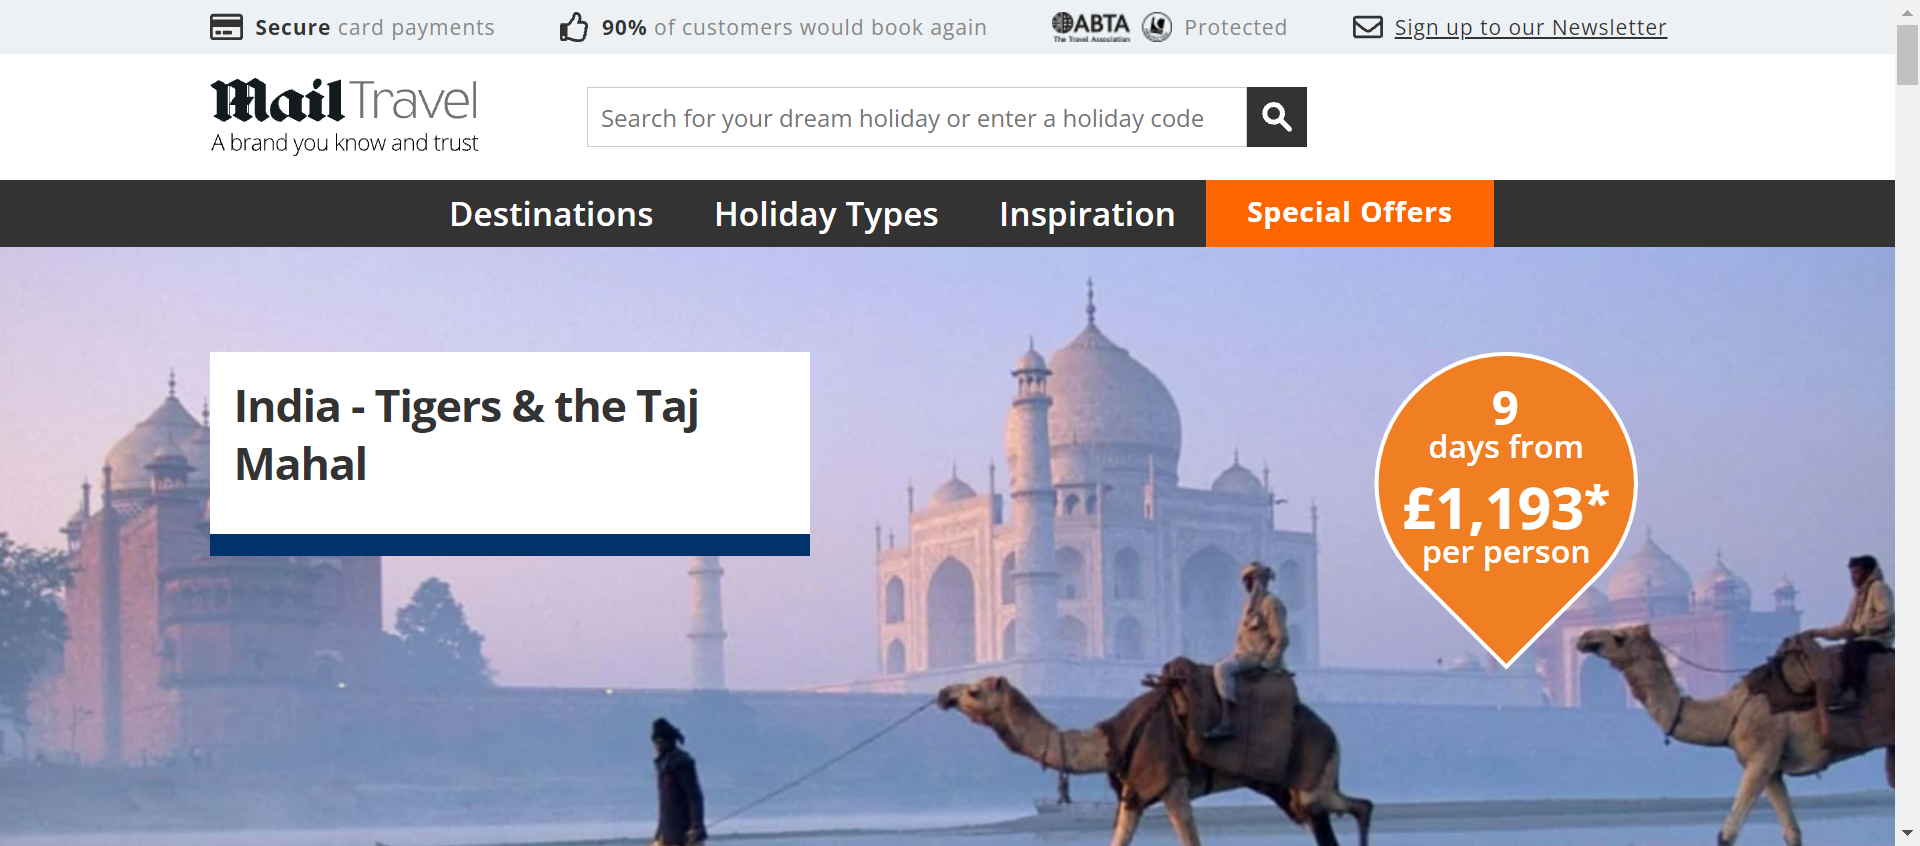 Secure card payments
90% of customers would book again
ABTA
The Travel Association
Protected
Sign up to our Newsletter
Mail Travel
A brand you know and trust
Search for your dream holiday or enter a holiday code
Destinations
Holiday Types
Inspiration
Special Offers
India - Tigers & the Taj
Mahal
9
days from
£1,193*
per person